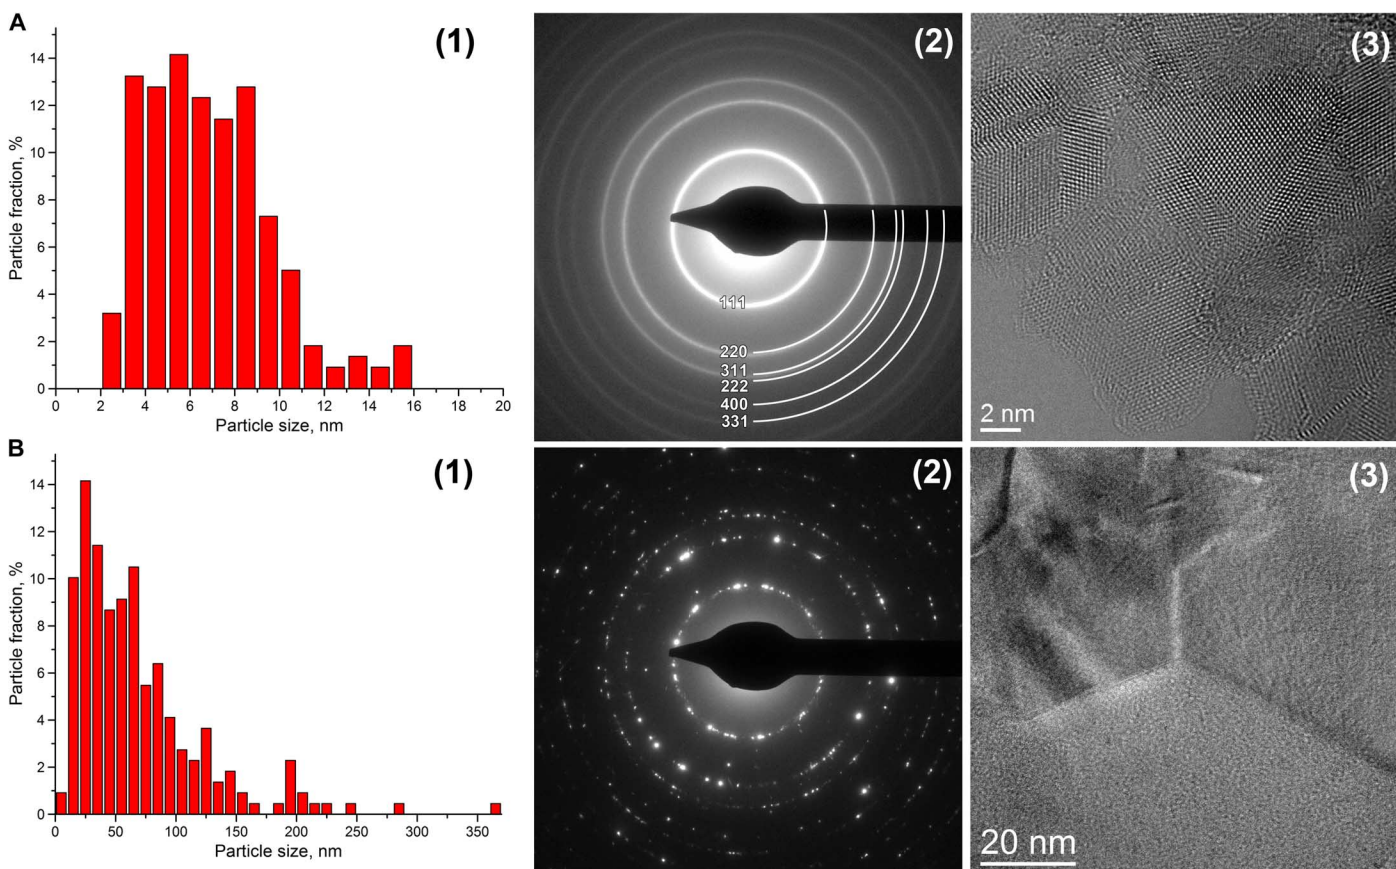 A
(1)
14
12
10
8
6
4
2
0
Particle fraction, %
0 2 4 6 8 10 12 14 16 18 20
Particle size, nm
(2)
111
220
311
222
400
331
(3)
2 nm
B
(1)
14
12
10
8
6
4
2
0
Particle fraction, %
0 50 100 150 200 250 300 350
Particle size, nm
(2)
(3)
20 nm